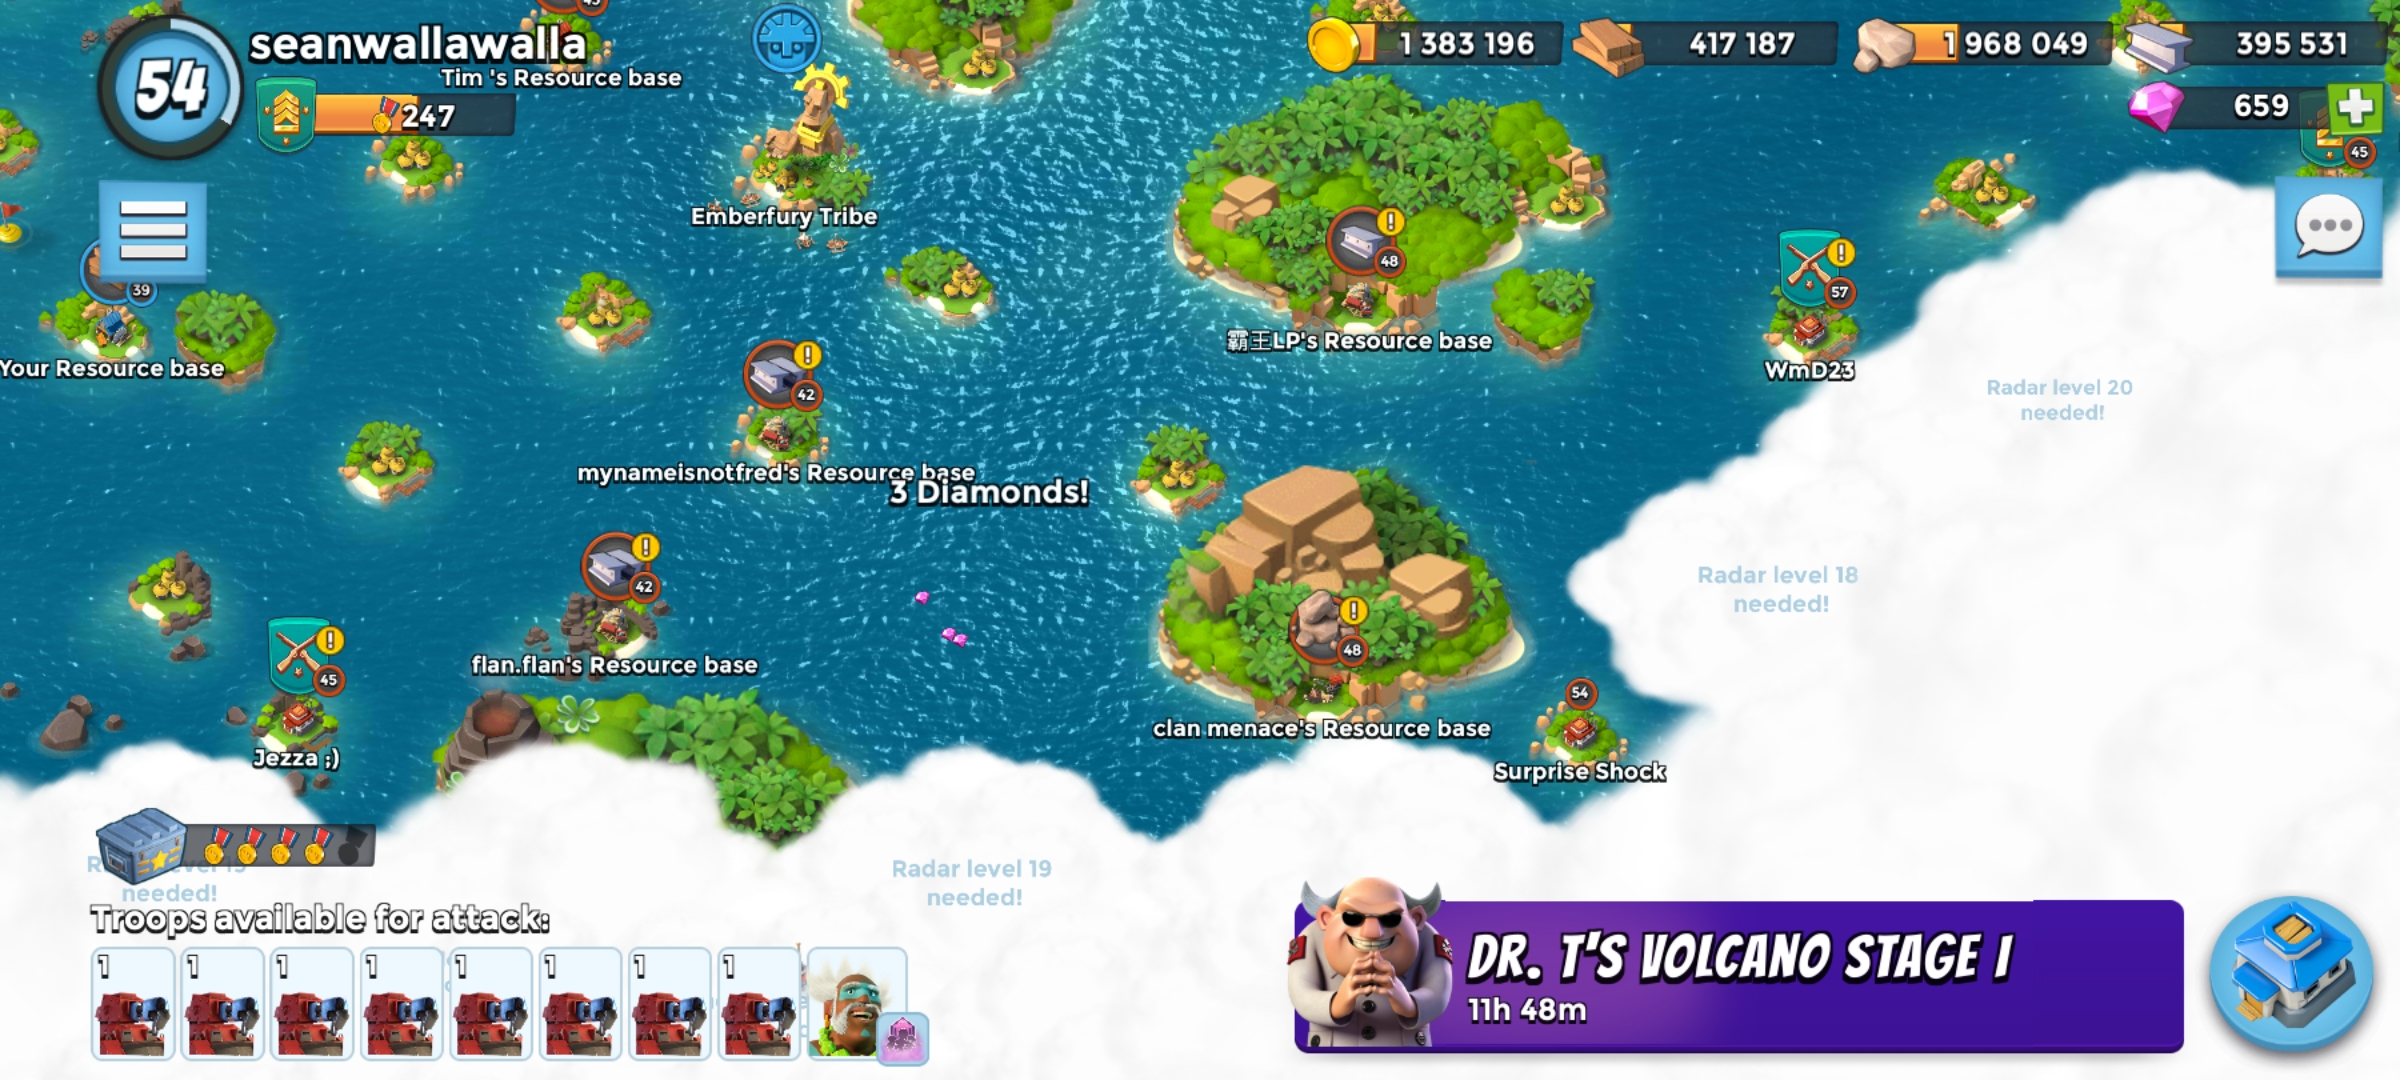 54
seanwallawalla
Tim 's Resource base
247
1 383 196
417 187
1 968 049
395 531
659
45
45
Emberfury Tribe
39
Your Resource base
48
霸王LP's Resource base
57
WmD23
Radar level 20
needed!
42
mynameisnotfred's Resource base
3 Diamonds!
Radar level 18
needed!
42
flan.flan's Resource base
45
Jezza ;)
48
clan menace's Resource base
54
Surprise Shock
needed!
Radar level 19
needed!
Troops available for attack:
1
1
1
1
1
1
1
1
DR. T'S VOLCANO STAGE I
11h 48m